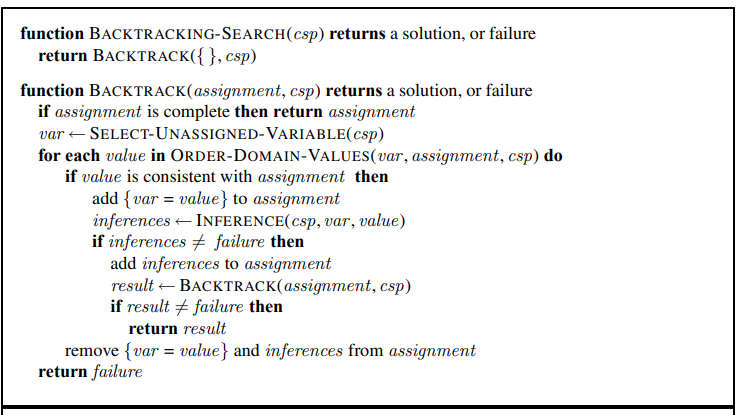 function BACKTRACKING-SEARCH(csp) returns a solution, or failure
return BACKTRACK({ }, csp)
function BACKTRACK(assignment, csp) returns a solution, or failure
if assignment is complete then return assignment
var ← SELECT-UNASSIGNED-VARIABLE(csp)
for each value in ORDER-DOMAIN-VALUES(var, assignment, csp) do
if value is consistent with assignment then
add {var = value} to assignment
inferences ← INFERENCE(csp, var, value)
if inferences ≠ failure then
add inferences to assignment
result ← BACKTRACK(assignment, csp)
if result ≠ failure then
return result
remove {var = value} and inferences from assignment
return failure